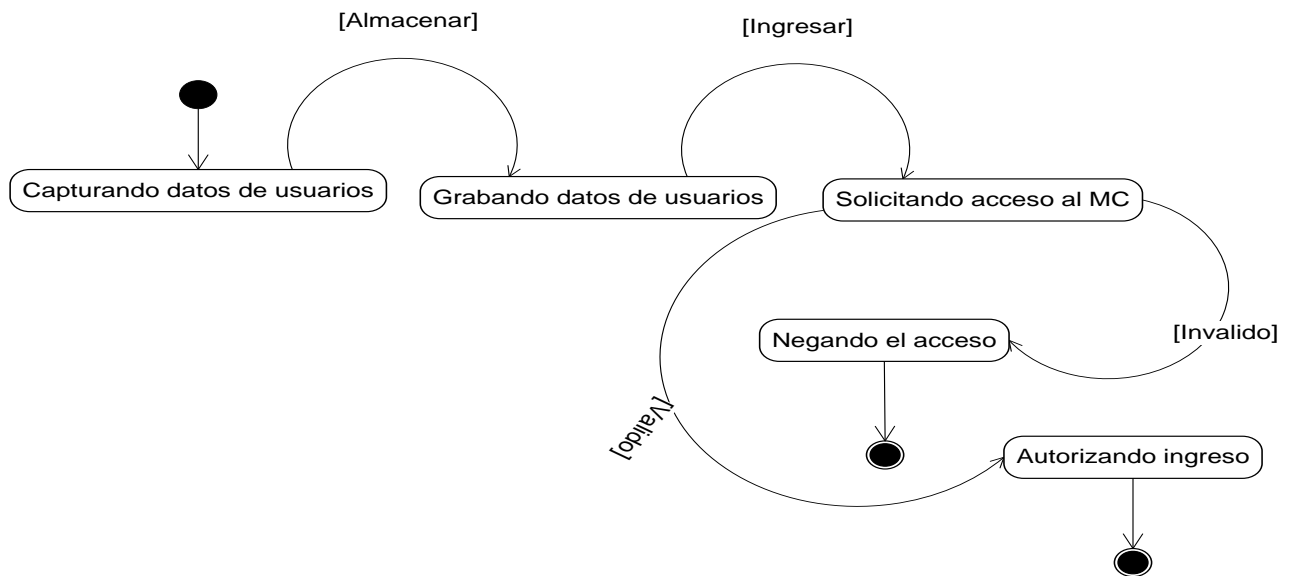 [Almacenar]
[Ingresar]
Capturando datos de usuarios
Grabando datos de usuarios
Solicitando acceso al MC
Negando el acceso
[Invalido]
[Valido]
Autorizando ingreso